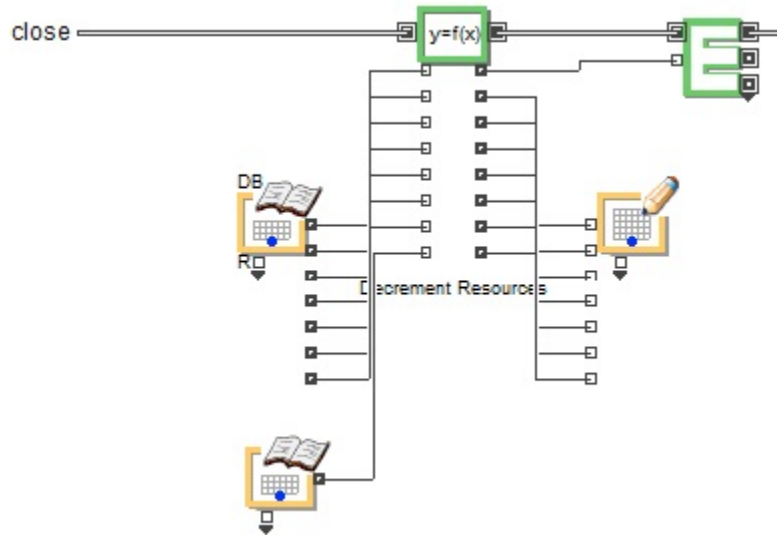 close
y=f(x)
DB
R
Decrement Resources